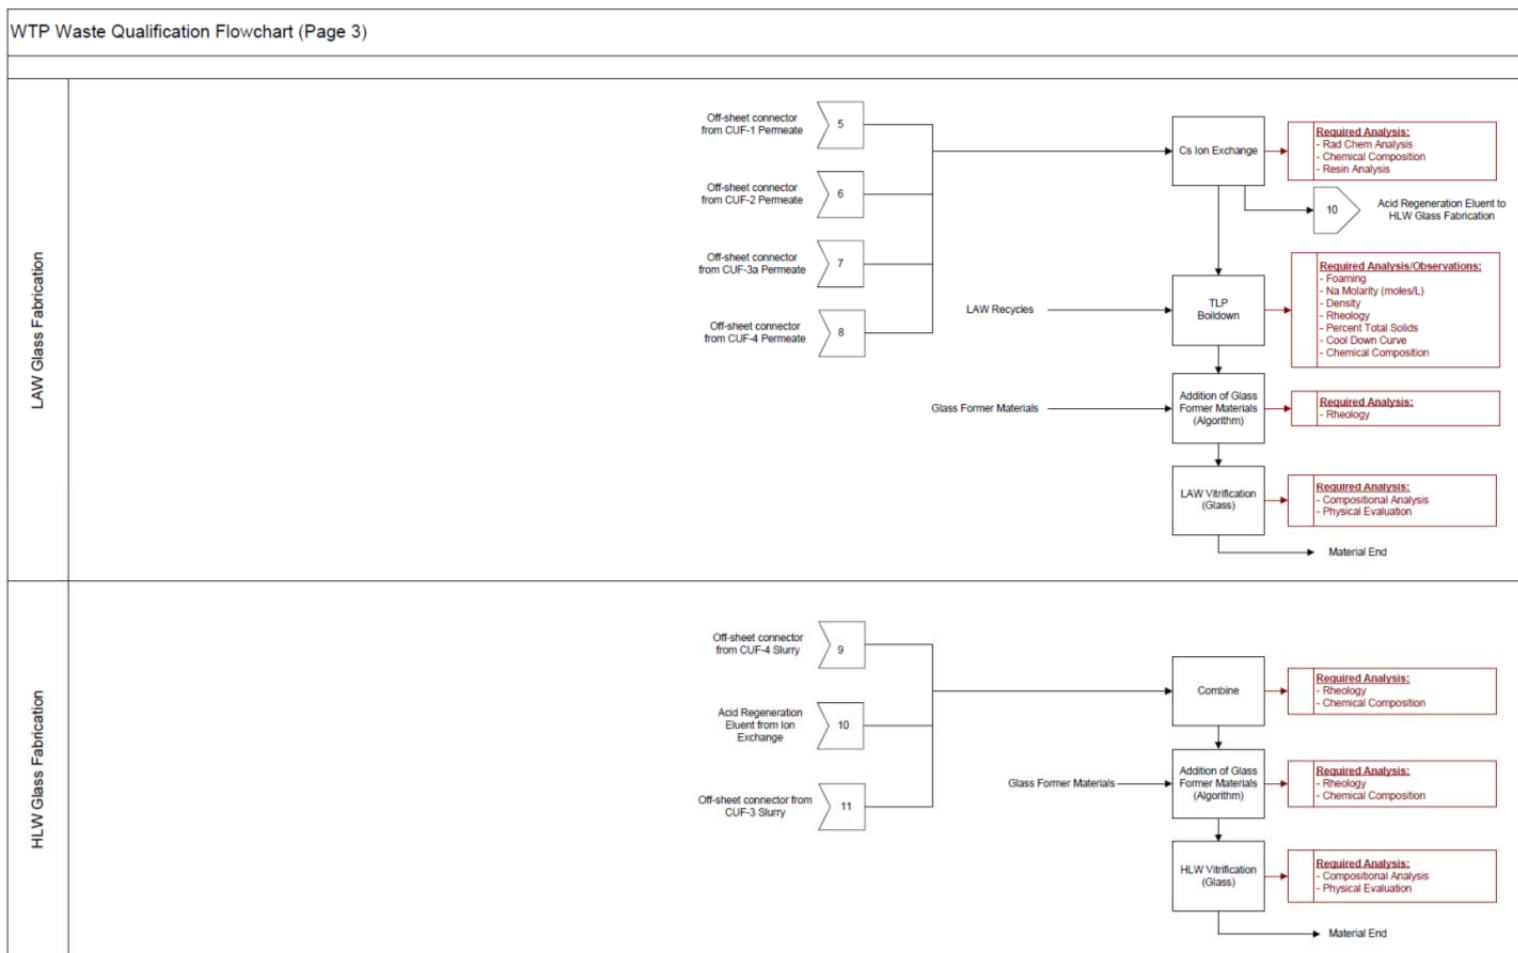 WTP Waste Qualification Flowchart (Page 3)
LAW Glass Fabrication
Off-sheet connector
from CUF-1 Permeate
5
Off-sheet connector
from CUF-2 Permeate
6
Off-sheet connector
from CUF-3a Permeate
7
Off-sheet connector
from CUF-4 Permeate
8
Cs Ion Exchange
Required Analysis:
- Rad Chem Analysis
- Chemical Composition
- Resin Analysis
10
Acid Regeneration Eluent to
HLW Glass Fabrication
LAW Recycles
TLP
Boildown
Required Analysis/Observations:
- Foaming
- Na Molarity (moles/L)
- Density
- Rheology
- Percent Total Solids
- Cool Down Curve
- Chemical Composition
Glass Former Materials
Addition of Glass
Former Materials
(Algorithm)
Required Analysis:
- Rheology
LAW Vitrification
(Glass)
Required Analysis:
- Compositional Analysis
- Physical Evaluation
Material End
HLW Glass Fabrication
Off-sheet connector
from CUF-4 Slurry
9
Acid Regeneration
Eluent from Ion
Exchange
10
Off-sheet connector from
CUF-3 Slurry
11
Combine
Required Analysis:
- Rheology
- Chemical Composition
Glass Former Materials
Addition of Glass
Former Materials
(Algorithm)
Required Analysis:
- Rheology
- Chemical Composition
HLW Vitrification
(Glass)
Required Analysis:
- Compositional Analysis
- Physical Evaluation
Material End